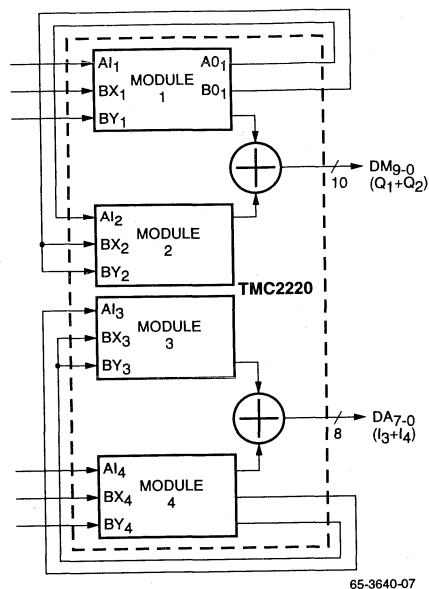 AI1 A01
MODULE
1
BX1 B01
BY1
DM9-0
10
(Q1+Q2)
AI2
MODULE
2
BX2
BY2
TMC2220
AI3
MODULE
3
BX3
BY3
DA7-0
8
(I3+I4)
AI4
MODULE
4
BX4
BY4
65-3640-07